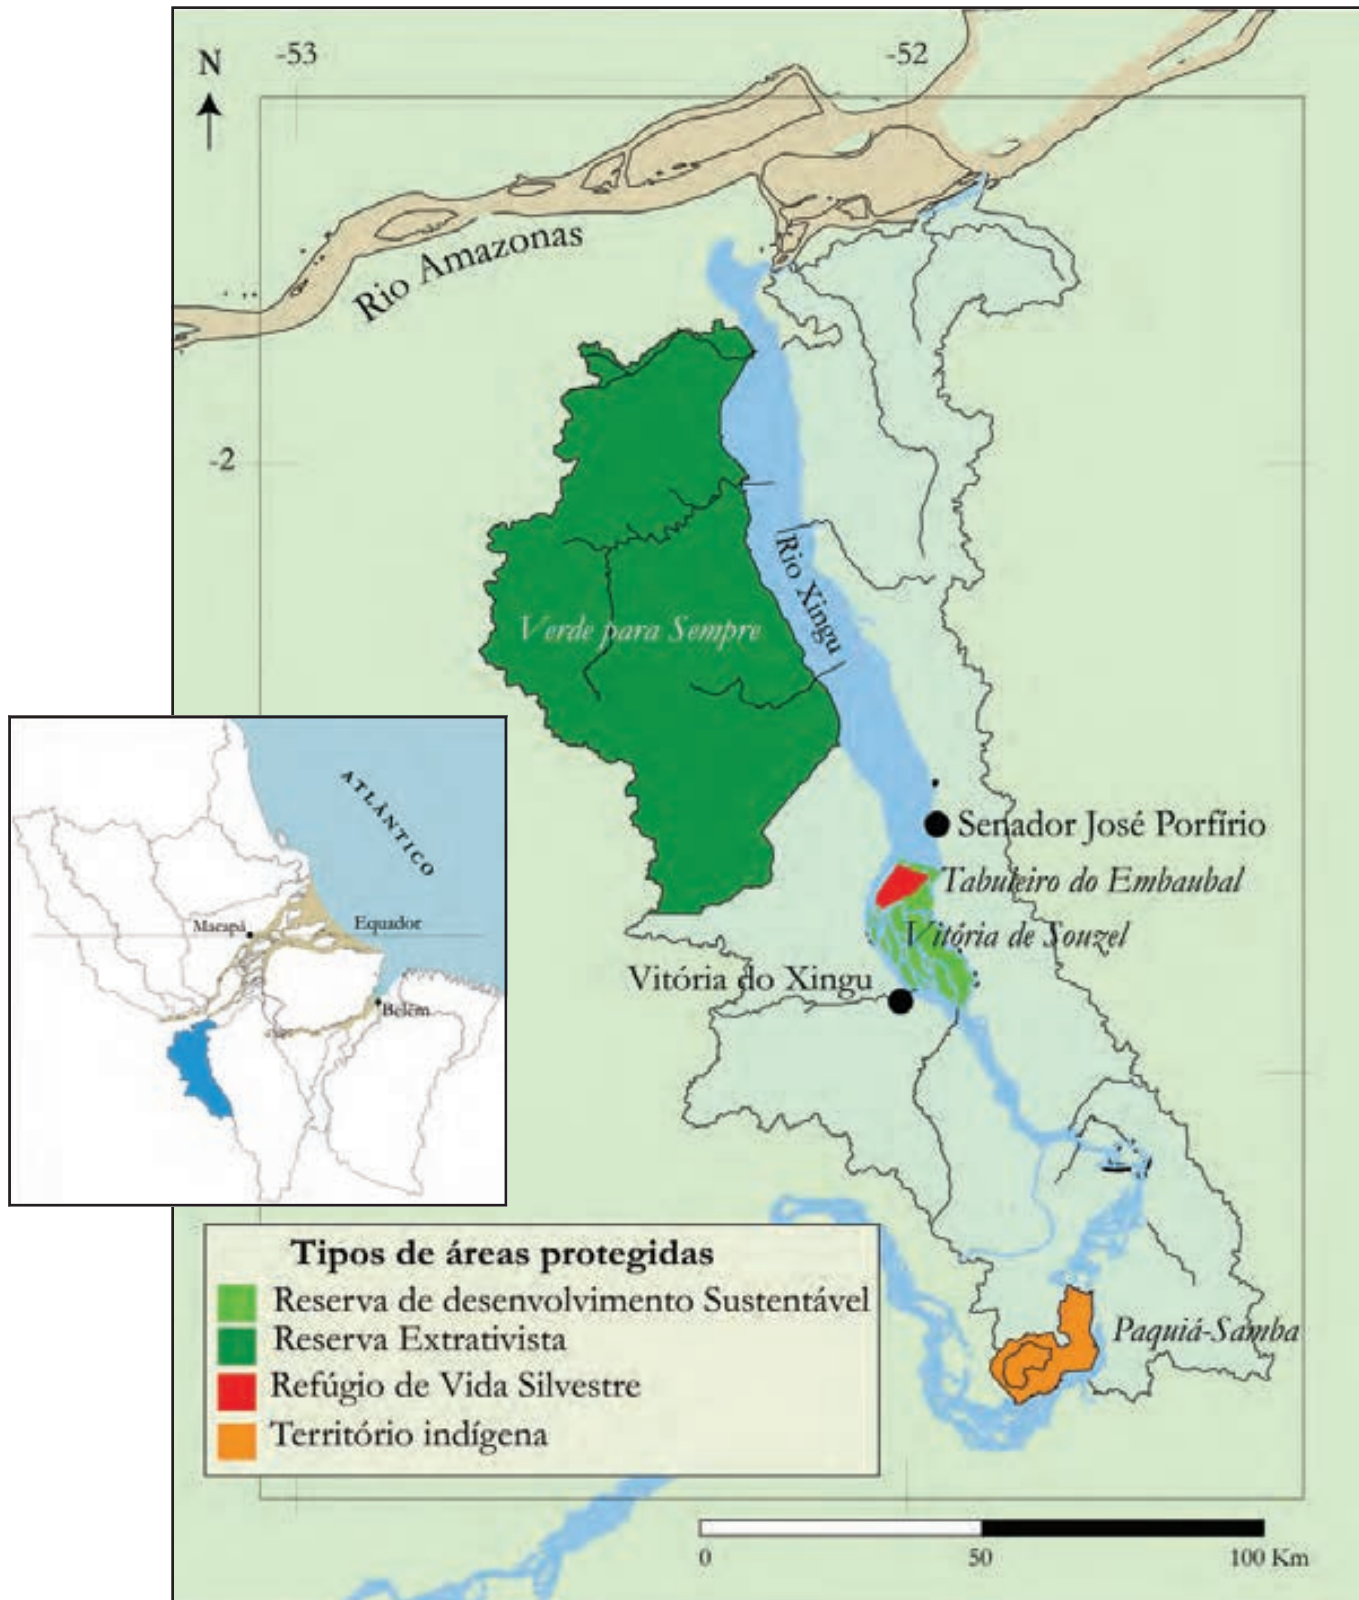 N
-53
-52
Rio Amazonas
-2
Rio Xingu
Verde para Sempre
Senador José Porfírio
Tabuleiro do Embaubal
Vitória de Souzel
Vitória do Xingu
ATLÂNTICO
Macapá
Equador
Belém
Tipos de áreas protegidas
Reserva de desenvolvimento Sustentável
Reserva Extrativista
Refúgio de Vida Silvestre
Território indígena
Paquiá-Samba
0
50
100 Km